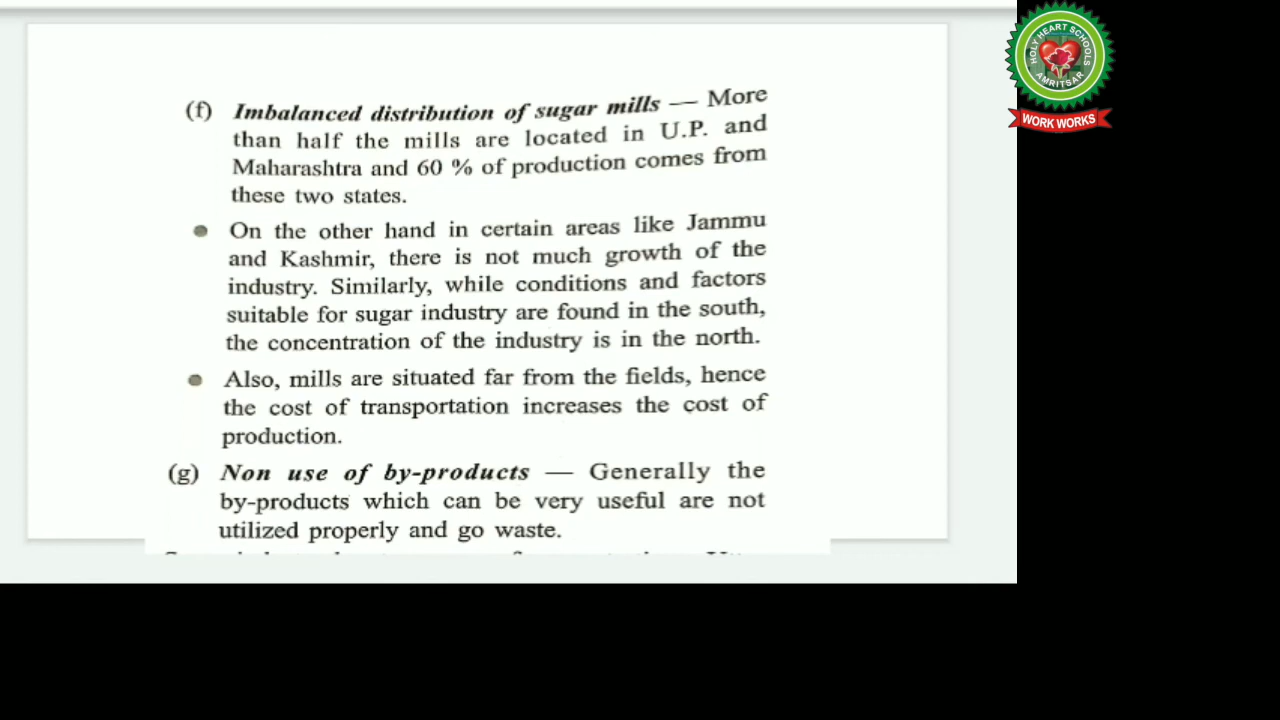 (f) Imbalanced distribution of sugar mills — More
than half the mills are located in U.P. and
Maharashtra and 60 % of production comes from
these two states.
On the other hand in certain areas like Jammu
and Kashmir, there is not much growth of the
industry. Similarly, while conditions and factors
suitable for sugar industry are found in the south,
the concentration of the industry is in the north.
Also, mills are situated far from the fields, hence
the cost of transportation increases the cost of
production.
(g) Non use of by-products — Generally the
by-products which can be very useful are not
utilized properly and go waste.
HOLY HEART SCHOOLS
AMRITSAR
WORK WORKS